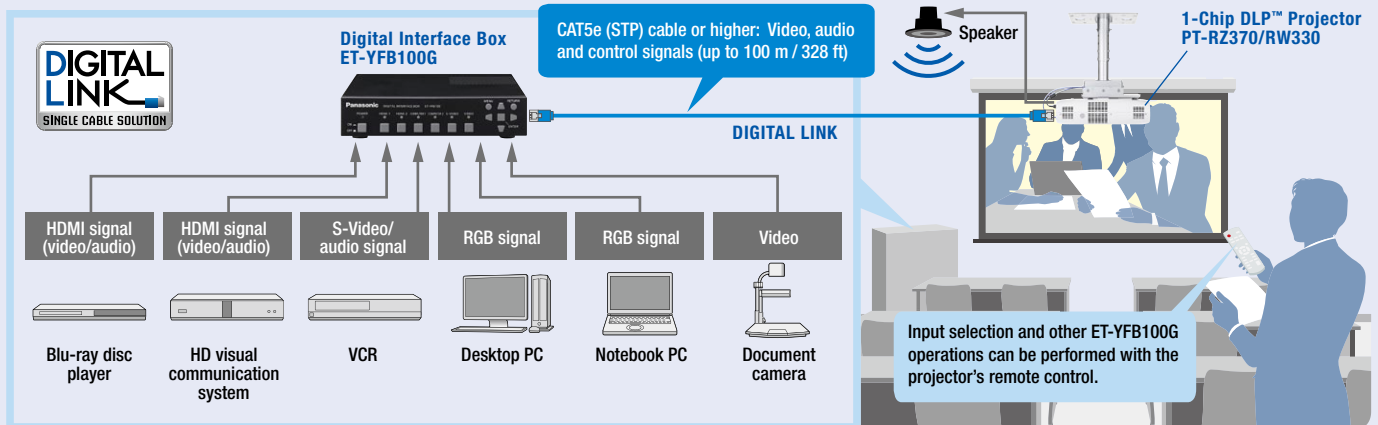 DIGITAL
LINK
SINGLE CABLE SOLUTION
Digital Interface Box
ET-YFB100G
CAT5e (STP) cable or higher: Video, audio
and control signals (up to 100 m / 328 ft)
Speaker
1-Chip DLP™ Projector
PT-RZ370/RW330
Panasonic
DIGITAL LINK
HDMI signal
(video/audio)
HDMI signal
(video/audio)
S-Video/
audio signal
RGB signal
RGB signal
Video
Blu-ray disc
player
HD visual
communication
system
VCR
Desktop PC
Notebook PC
Document
camera
Input selection and other ET-YFB100G
operations can be performed with the
projector's remote control.